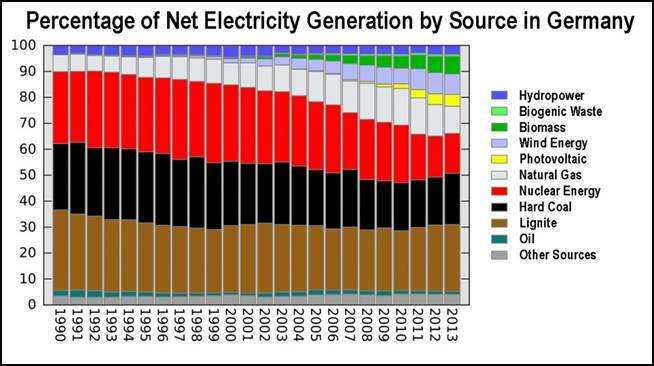 Percentage of Net Electricity Generation by Source in Germany
100
90
80
70
60
50
40
30
20
10
0
Hydropower
Biogenic Waste
Biomass
Wind Energy
Photovoltaic
Natural Gas
Nuclear Energy
Hard Coal
Lignite
Oil
Other Sources
1990
1991
1992
1993
1994
1995
1996
1997
1998
1999
2000
2001
2002
2003
2004
2005
2006
2007
2008
2009
2010
2011
2012
2013